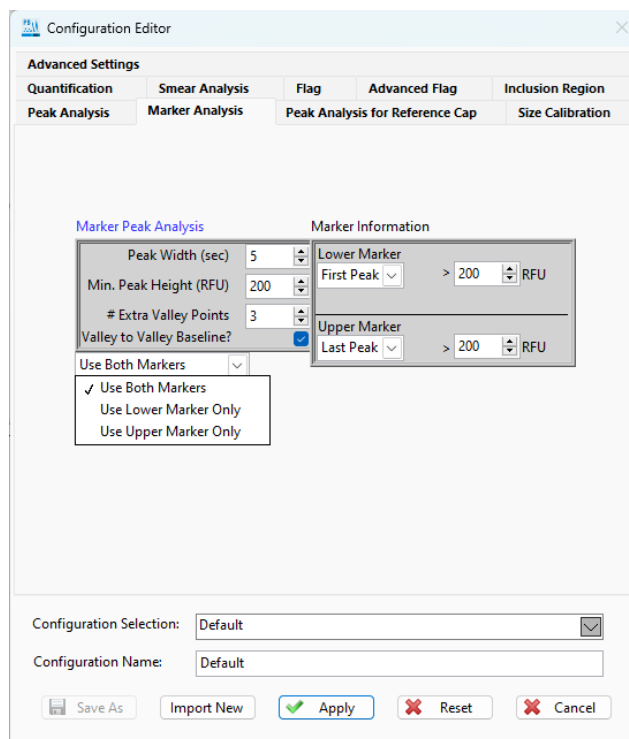 Configuration Editor
Advanced Settings
Quantification Smear Analysis Flag Advanced Flag Inclusion Region
Peak Analysis Marker Analysis Peak Analysis for Reference Cap Size Calibration
Marker Peak Analysis
Peak Width (sec) 5
Min. Peak Height (RFU) 200
# Extra Valley Points 3
Valley to Valley Baseline?
Use Both Markers
✓ Use Both Markers
Use Lower Marker Only
Use Upper Marker Only
Marker Information
Lower Marker
First Peak > 200 RFU
Upper Marker
Last Peak > 200 RFU
Configuration Selection: Default
Configuration Name: Default
Save As Import New Apply Reset Cancel